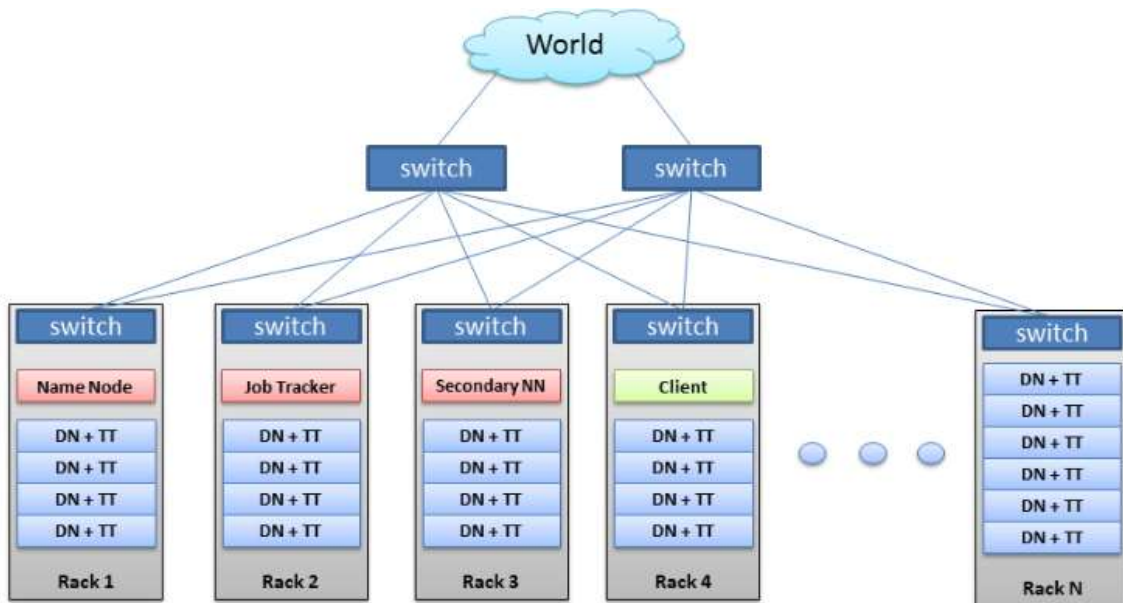 World
switch
switch
switch
Name Node
DN + TT
DN + TT
DN + TT
DN + TT
Rack 1
switch
Job Tracker
DN + TT
DN + TT
DN + TT
DN + TT
Rack 2
switch
Secondary NN
DN + TT
DN + TT
DN + TT
DN + TT
Rack 3
switch
Client
DN + TT
DN + TT
DN + TT
DN + TT
Rack 4
switch
DN + TT
DN + TT
DN + TT
DN + TT
DN + TT
DN + TT
Rack N